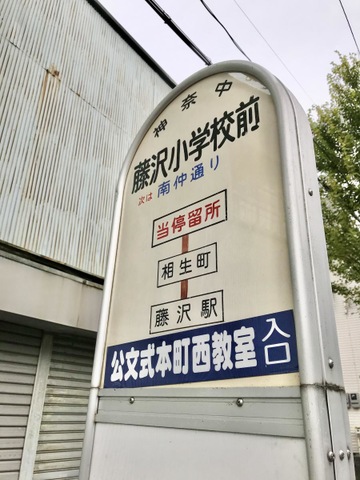 神奈中
藤沢小学校前
次は 南仲通り
当停留所
相生町
藤沢駅
公文式本町西教室入口